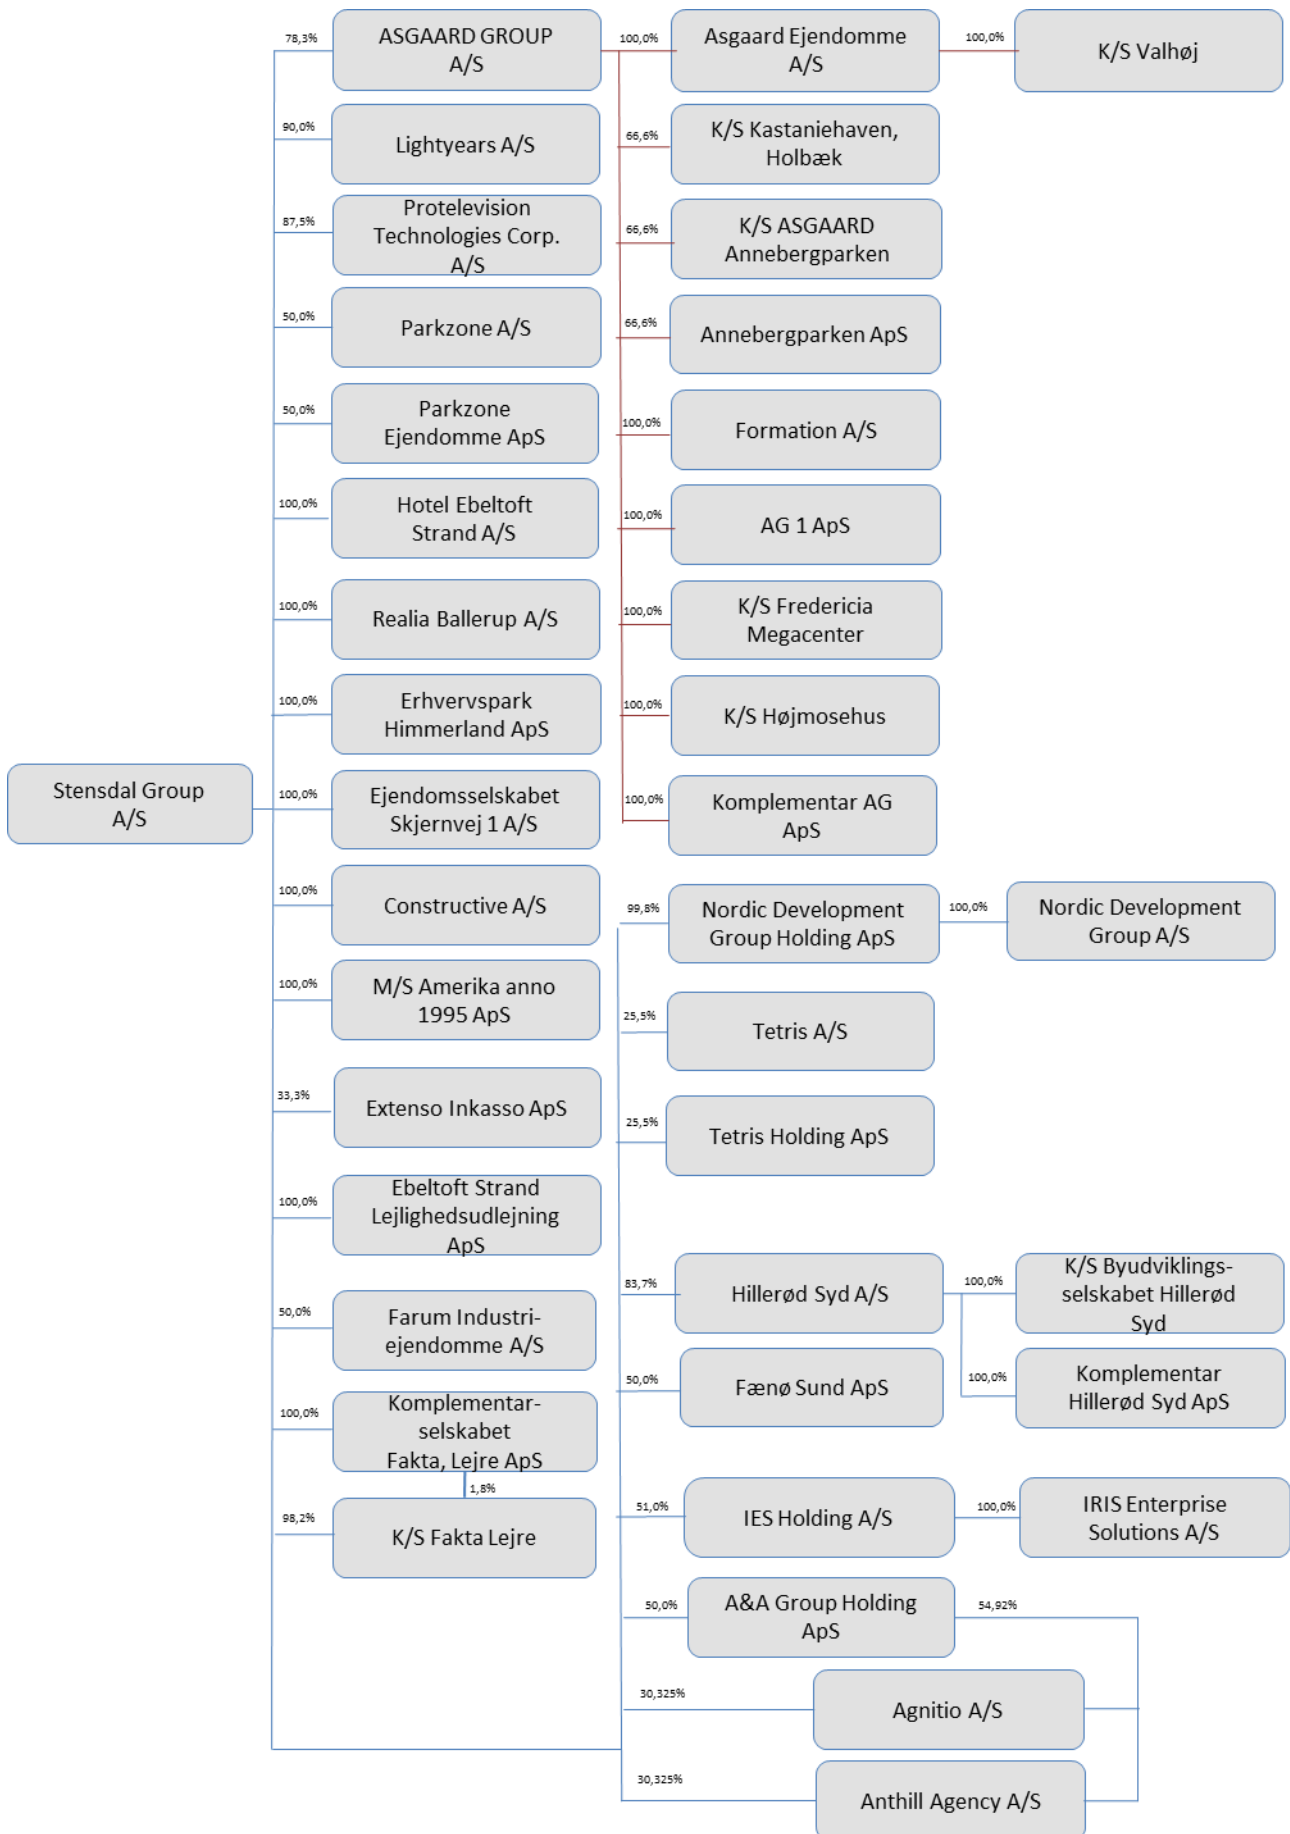 78,3%
ASGAARD GROUP
A/S
100,0%
Asgaard Ejendomme
A/S
100,0%
K/S Valhøj
90,0%
Lightyears A/S
66,6%
K/S Kastaniehaven,
Holbæk
87,5%
Protelevision
Technologies Corp.
A/S
66,6%
K/S ASGAARD
Annebergparken
50,0%
Parkzone A/S
66,6%
Annebergparken ApS
50,0%
Parkzone
Ejendomme ApS
100,0%
Formation A/S
100,0%
Hotel Ebeltoft
Strand A/S
100,0%
AG 1 ApS
100,0%
Realia Ballerup A/S
100,0%
K/S Fredericia
Megacenter
100,0%
Erhvervspark
Himmerland ApS
100,0%
K/S Højmosehus
Stensdal Group
A/S
100,0%
Ejendomsselskabet
Skjernvej 1 A/S
100,0%
Komplementar AG
ApS
100,0%
Constructive A/S
99,8%
Nordic Development
Group Holding ApS
100,0%
Nordic Development
Group A/S
100,0%
M/S Amerika anno
1995 ApS
25,5%
Tetris A/S
33,3%
Extenso Inkasso ApS
25,5%
Tetris Holding ApS
100,0%
Ebeltoft Strand
Lejlighedsudlejning
ApS
83,7%
Hillerød Syd A/S
100,0%
K/S Byudviklings-
selskabet Hillerød
Syd
50,0%
Farum Industri-
ejendomme A/S
50,0%
Fænø Sund ApS
100,0%
Komplementar
Hillerød Syd ApS
100,0%
Komplementar-
selskabet
Fakta, Lejre ApS
1,8%
98,2%
K/S Fakta Lejre
51,0%
IES Holding A/S
100,0%
IRIS Enterprise
Solutions A/S
50,0%
A&A Group Holding
ApS
54,92%
30,325%
Agnitio A/S
30,325%
Anthill Agency A/S